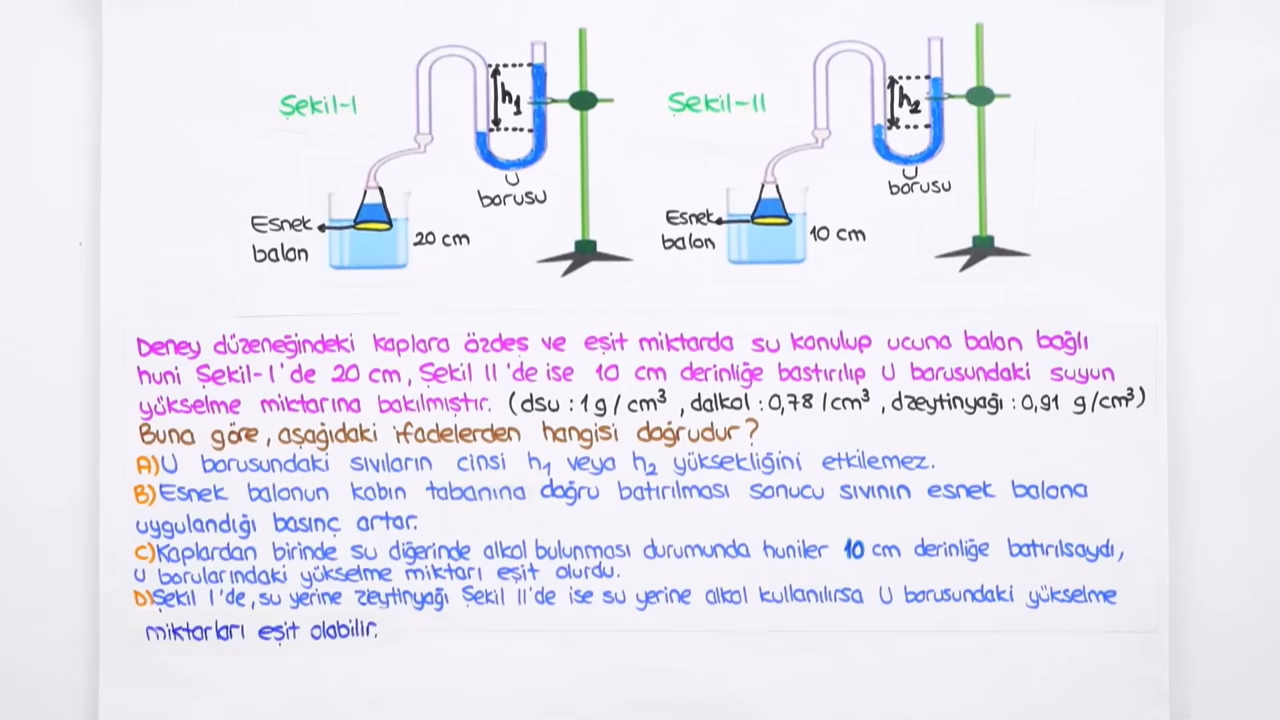 Şekil-I
h1
U
borusu
Esnek
balon
20 cm
Şekil-II
h2
U
borusu
Esnek
balon
10 cm
Deney düzeneğindeki kaplara özdeş ve eşit miktarda su konulup ucuna balon bağlı
huni Şekil-I'de 20 cm, Şekil II'de ise 10 cm derinliğe bastırılıp U borusundaki suyun
yükselme miktarına bakılmıştır. (dsu : 1 g/cm³, dalkol : 0,78 /cm³, dzeytinyağı : 0,91 g/cm³)
Buna göre, aşağıdaki ifadelerden hangisi doğrudur?
A) U borusundaki sıvıların cinsi h1 veya h2 yüksekliğini etkilemez.
B) Esnek balonun kabın tabanına doğru batırılması sonucu sıvının esnek balona
uygulandığı basınç artar.
C) Kaplardan birinde su diğerinde alkol bulunması durumunda huniler 10 cm derinliğe batırılsaydı,
U borularındaki yükselme miktarı eşit olurdu.
D) Şekil I'de, su yerine zeytinyağı Şekil II'de ise su yerine alkol kullanılırsa U borusundaki yükselme
miktarları eşit olabilir.